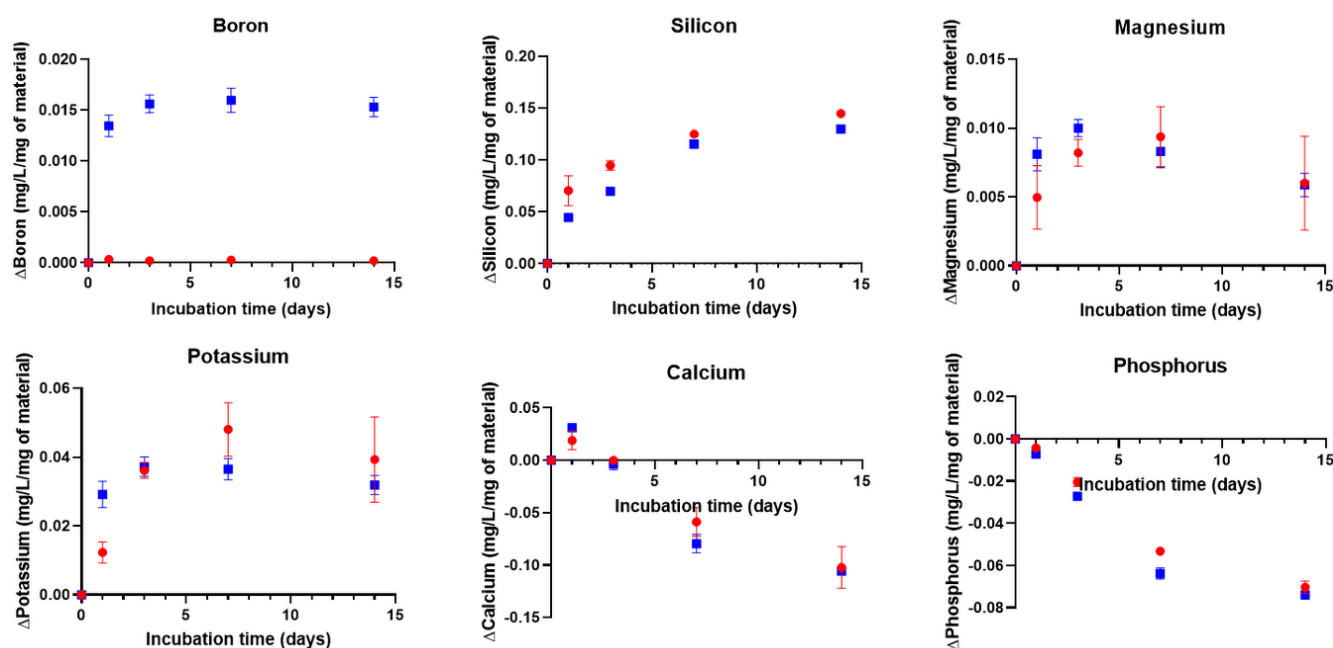 Boron
ΔBoron (mg/L/mg of material)
0.020
0.015
0.010
0.005
0.000
0 5 10 15
Incubation time (days)
Silicon
ΔSilicon (mg/L/mg of material)
0.20
0.15
0.10
0.05
0.00
0 5 10 15
Incubation time (days)
Magnesium
ΔMagnesium (mg/L/mg of material)
0.015
0.010
0.005
0.000
0 5 10 15
Incubation time (days)
Potassium
ΔPotassium (mg/L/mg of material)
0.06
0.04
0.02
0.00
0 5 10 15
Incubation time (days)
Calcium
ΔCalcium (mg/L/mg of material)
0.05
0.00
-0.05
-0.10
-0.15
5 10 15
Incubation time (days)
Phosphorus
ΔPhosphorus (mg/L/mg of material)
0.02
0.00
-0.02
-0.04
-0.06
-0.08
5 10 15
Incubation time (days)